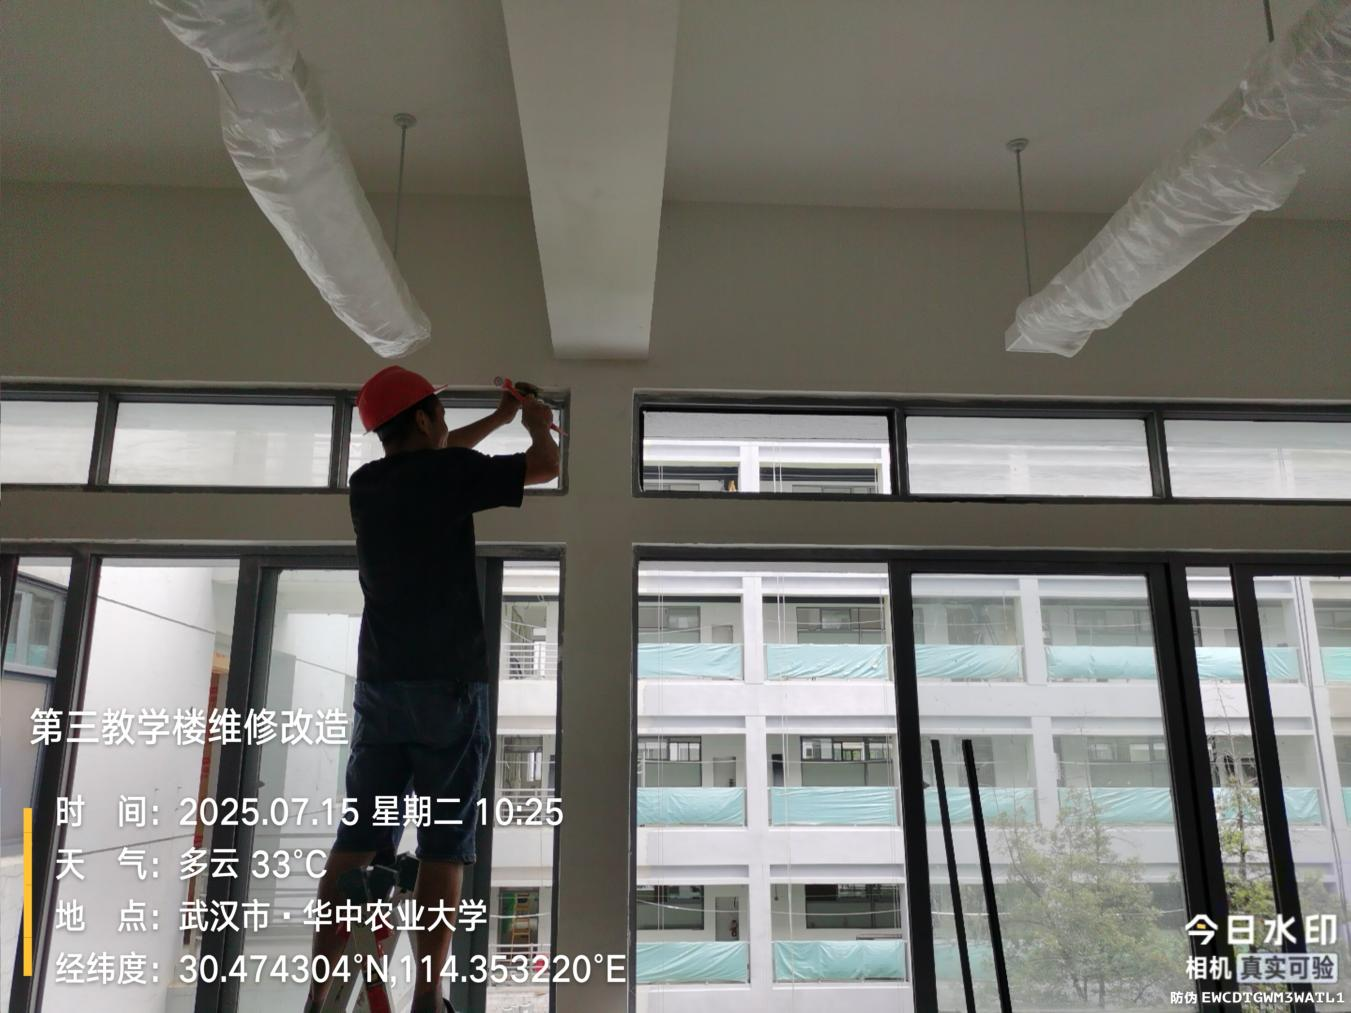 第三教学楼维修改造
时 间：2025.07.15 星期二 10:25
天 气：多云 33℃
地 点：武汉市·华中农业大学
经纬度：30.474304°N,114.353220°E
今日水印
相机 真实可验
防伪 EWCDTGWM3WATL1